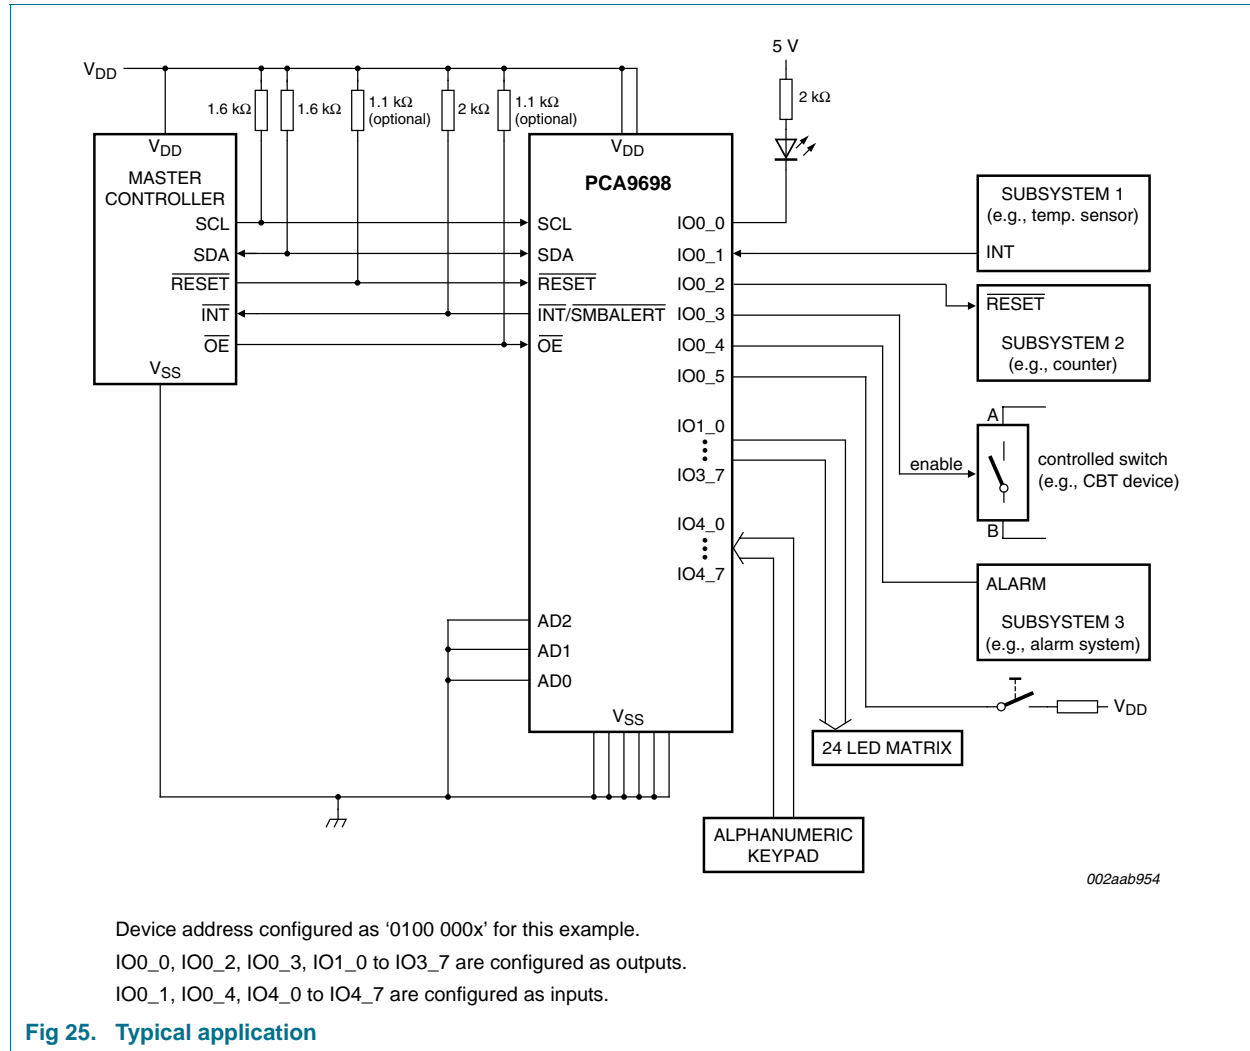 5 V
VDD
1.6 kΩ
1.6 kΩ
1.1 kΩ
(optional)
2 kΩ
1.1 kΩ
(optional)
2 kΩ
VDD
MASTER
CONTROLLER
SCL
SDA
RESET
INT
OE
VSS
VDD
PCA9698
SCL
SDA
RESET
INT/SMBALERT
OE
AD2
AD1
AD0
VSS
IO0_0
IO0_1
IO0_2
IO0_3
IO0_4
IO0_5
IO1_0
IO3_7
IO4_0
IO4_7
SUBSYSTEM 1
(e.g., temp. sensor)
INT
RESET
SUBSYSTEM 2
(e.g., counter)
A
enable
controlled switch
(e.g., CBT device)
B
ALARM
SUBSYSTEM 3
(e.g., alarm system)
VDD
24 LED MATRIX
ALPHANUMERIC
KEYPAD
002aab954
Device address configured as ‘0100 000x’ for this example.
IO0_0, IO0_2, IO0_3, IO1_0 to IO3_7 are configured as outputs.
IO0_1, IO0_4, IO4_0 to IO4_7 are configured as inputs.
Fig 25. Typical application